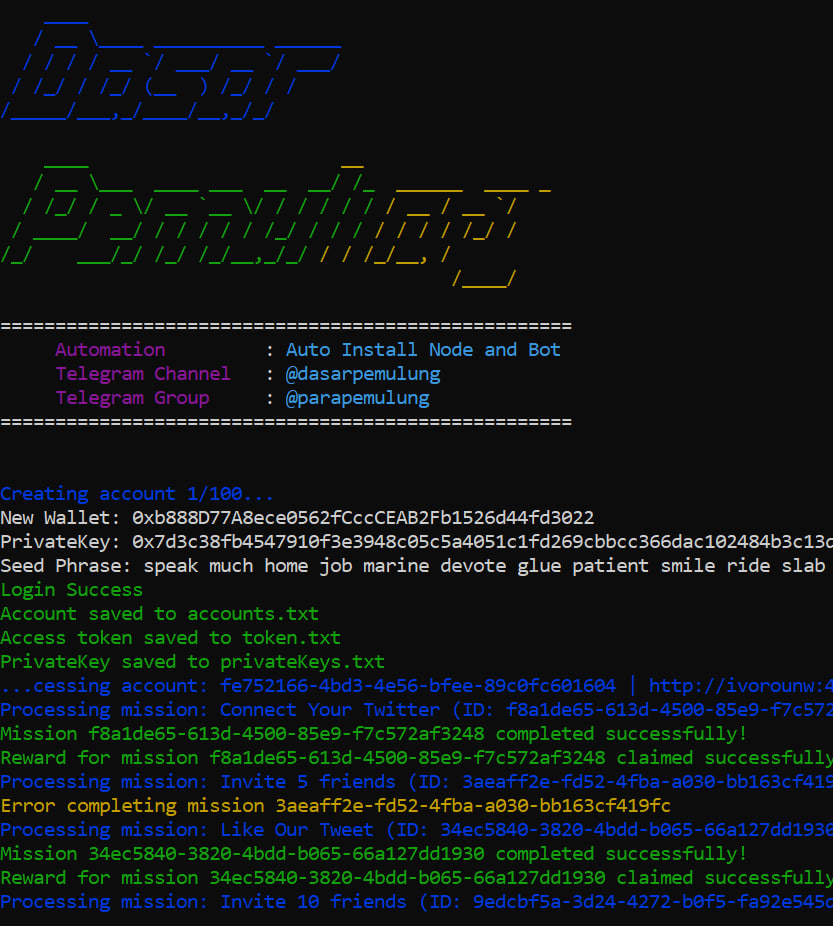 Dasar
Pemulung
====================================================
Automation : Auto Install Node and Bot
Telegram Channel : @dasarpemulung
Telegram Group : @parapemulung
====================================================
Creating account 1/100...
New Wallet: 0xb888D77A8ece0562fCccCEAB2Fb1526d44fd3022
PrivateKey: 0x7d3c38fb4547910f3e3948c05c5a4051c1fd269cbbcc366dac102484b3c13d
Seed Phrase: speak much home job marine devote glue patient smile ride slab
Login Success
Account saved to accounts.txt
Access token saved to token.txt
PrivateKey saved to privateKeys.txt
...cessing account: fe752166-4bd3-4e56-bfee-89c0fc601604 | http://ivorounw:4
Processing mission: Connect Your Twitter (ID: f8a1de65-613d-4500-85e9-f7c572
Mission f8a1de65-613d-4500-85e9-f7c572af3248 completed successfully!
Reward for mission f8a1de65-613d-4500-85e9-f7c572af3248 claimed successfully
Processing mission: Invite 5 friends (ID: 3aeaff2e-fd52-4fba-a030-bb163cf419
Error completing mission 3aeaff2e-fd52-4fba-a030-bb163cf419fc
Processing mission: Like Our Tweet (ID: 34ec5840-3820-4bdd-b065-66a127dd1930
Mission 34ec5840-3820-4bdd-b065-66a127dd1930 completed successfully!
Reward for mission 34ec5840-3820-4bdd-b065-66a127dd1930 claimed successfully
Processing mission: Invite 10 friends (ID: 9edcbf5a-3d24-4272-b0f5-fa92e545d